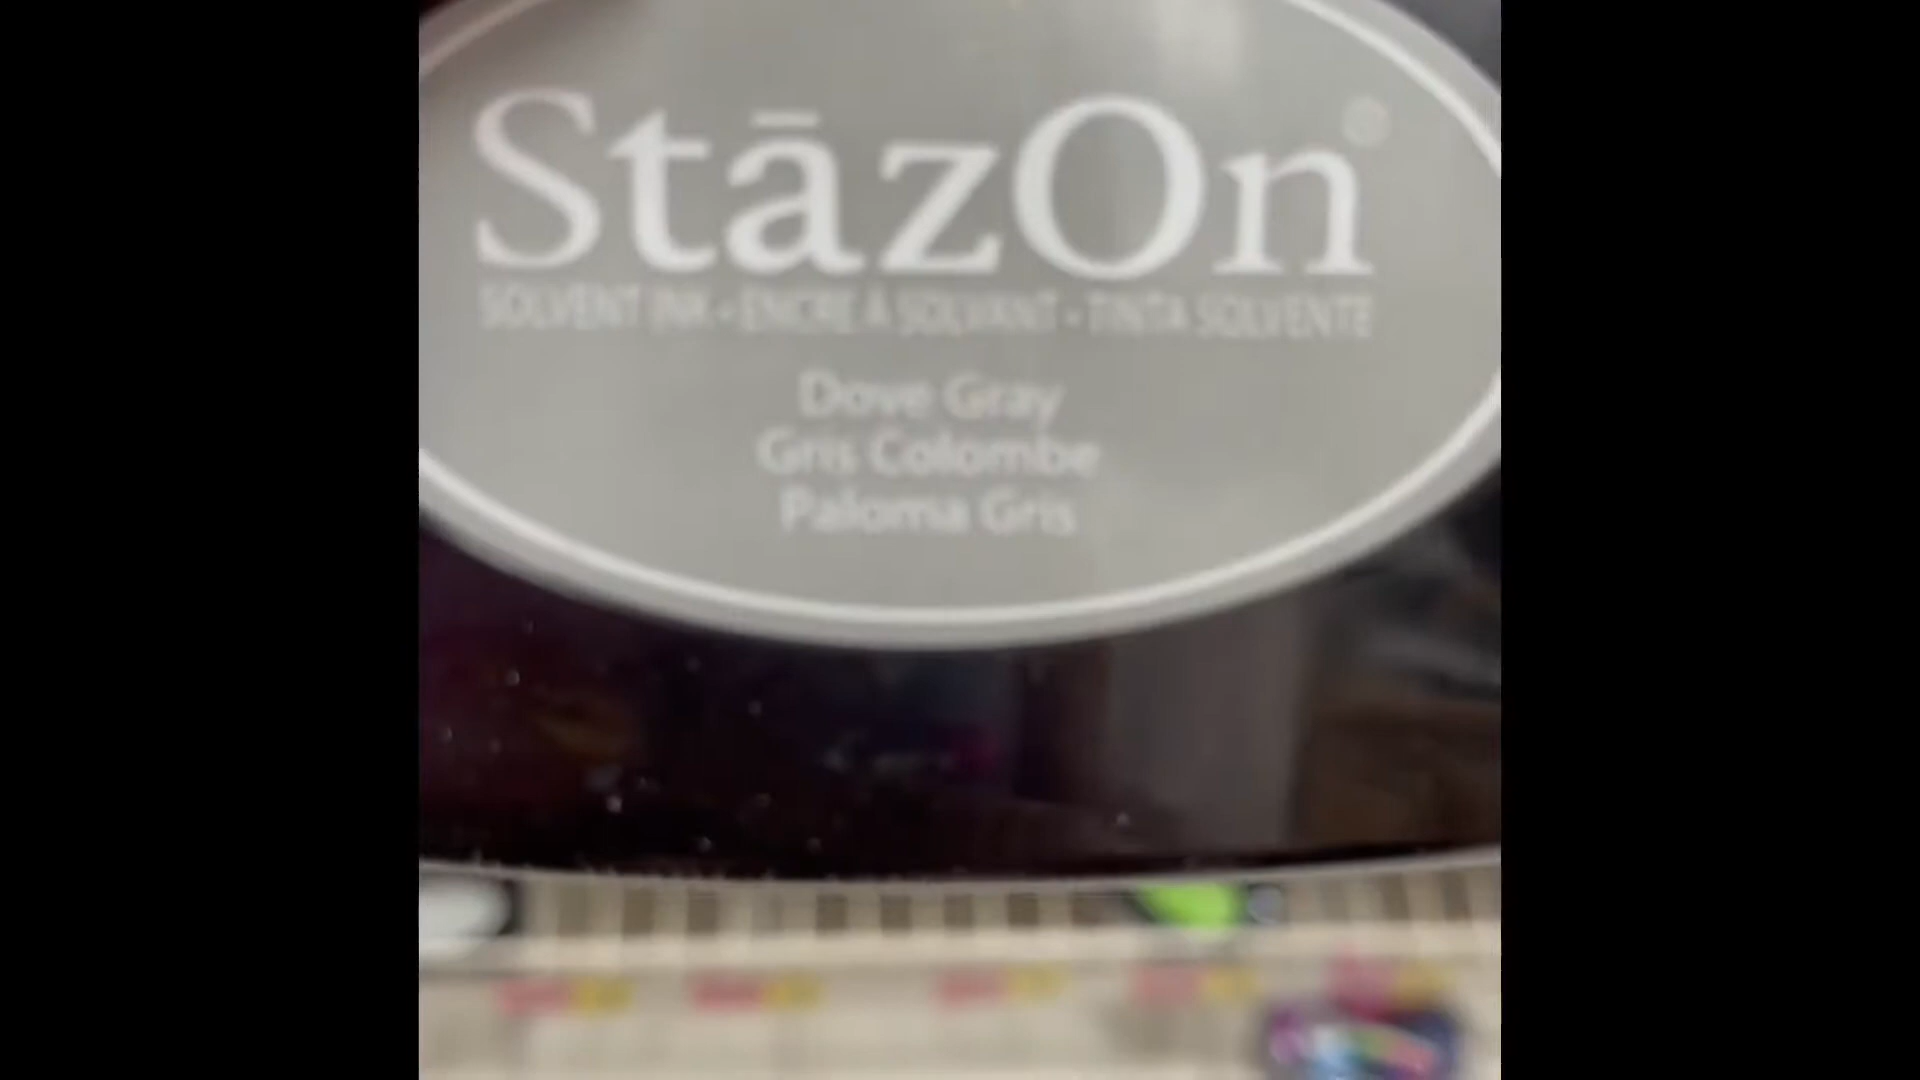 StāzOn®
SOLVENT INK • ENCRE À SOLVANT • TINTA SOLVENTE
Dove Gray
Gris Colombe
Paloma Gris